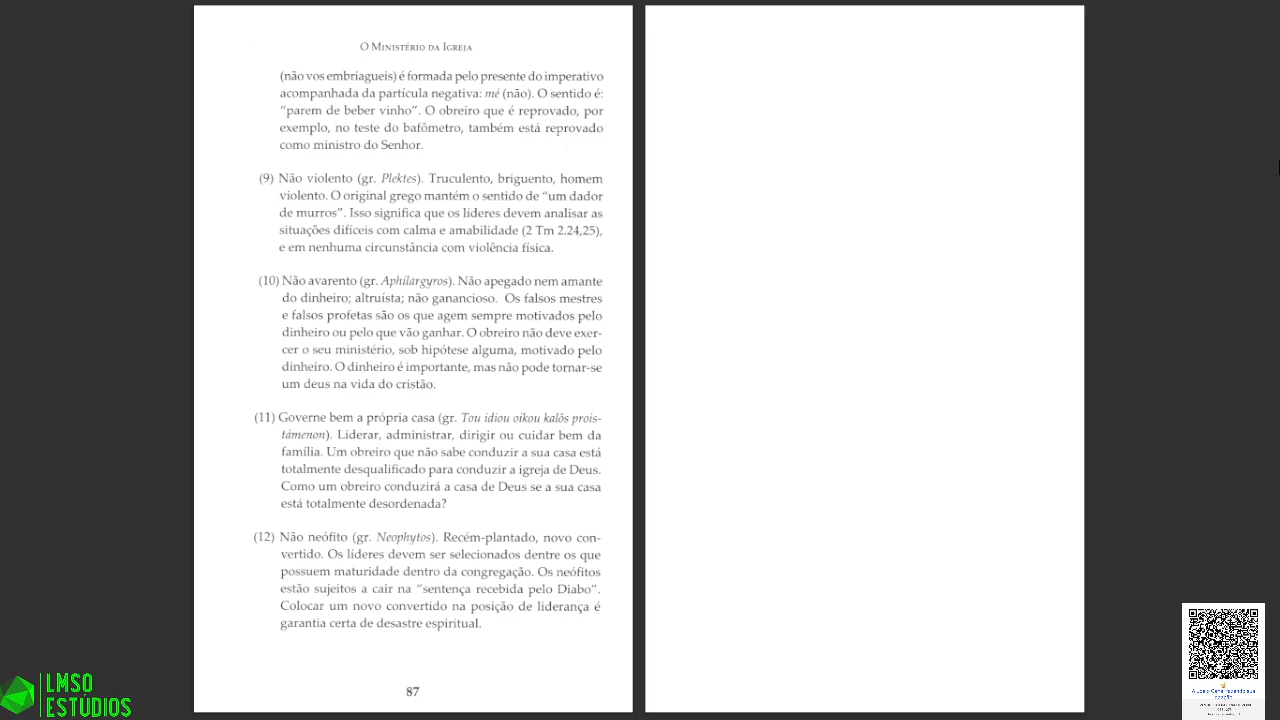 O Ministério da Igreja
(não vos embriagueis) é formada pelo presente do imperativo
acompanhada da partícula negativa: mé (não). O sentido é:
“parem de beber vinho”. O obreiro que é reprovado, por
exemplo, no teste do bafômetro, também está reprovado
como ministro do Senhor.
(9) Não violento (gr. Plektes). Truculento, briguento, homem
violento. O original grego mantém o sentido de “um dador
de murros”. Isso significa que os líderes devem analisar as
situações difíceis com calma e amabilidade (2 Tm 2.24,25),
e em nenhuma circunstância com violência física.
(10) Não avarento (gr. Aphilargyros). Não apegado nem amante
do dinheiro; altruísta; não ganancioso. Os falsos mestres
e falsos profetas são os que agem sempre motivados pelo
dinheiro ou pelo que vão ganhar. O obreiro não deve exer-
cer o seu ministério, sob hipótese alguma, motivado pelo
dinheiro. O dinheiro é importante, mas não pode tornar-se
um deus na vida do cristão.
(11) Governe bem a própria casa (gr. Tou idiou oikou kalôs prois-
támenon). Liderar, administrar, dirigir ou cuidar bem da
família. Um obreiro que não sabe conduzir a sua casa está
totalmente desqualificado para conduzir a igreja de Deus.
Como um obreiro conduzirá a casa de Deus se a sua casa
está totalmente desordenada?
(12) Não neófito (gr. Neophytos). Recém-plantado, novo con-
vertido. Os líderes devem ser selecionados dentre os que
possuem maturidade dentro da congregação. Os neófitos
estão sujeitos a cair na “sentença recebida pelo Diabo”.
Colocar um novo convertido na posição de liderança é
garantia certa de desastre espiritual.
87
LMSO
ESTÚDIOS